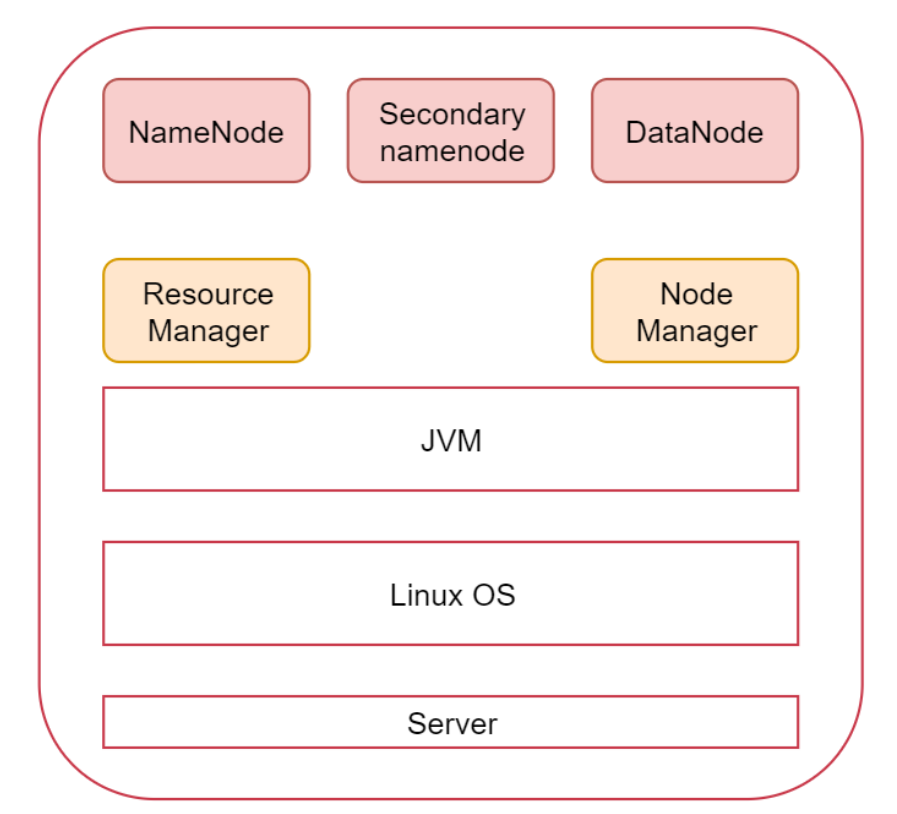 NameNode
Secondary
namenode
DataNode
Resource
Manager
Node
Manager
JVM
Linux OS
Server